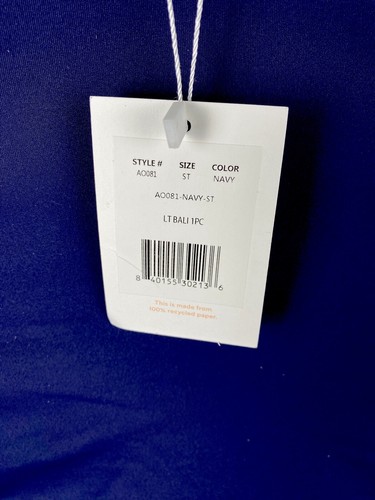 STYLE # SIZE COLOR
AO081 ST NAVY
AO081-NAVY-ST
LT BALI 1PC
8 40155 30213 6
This is made from
100% recycled paper.